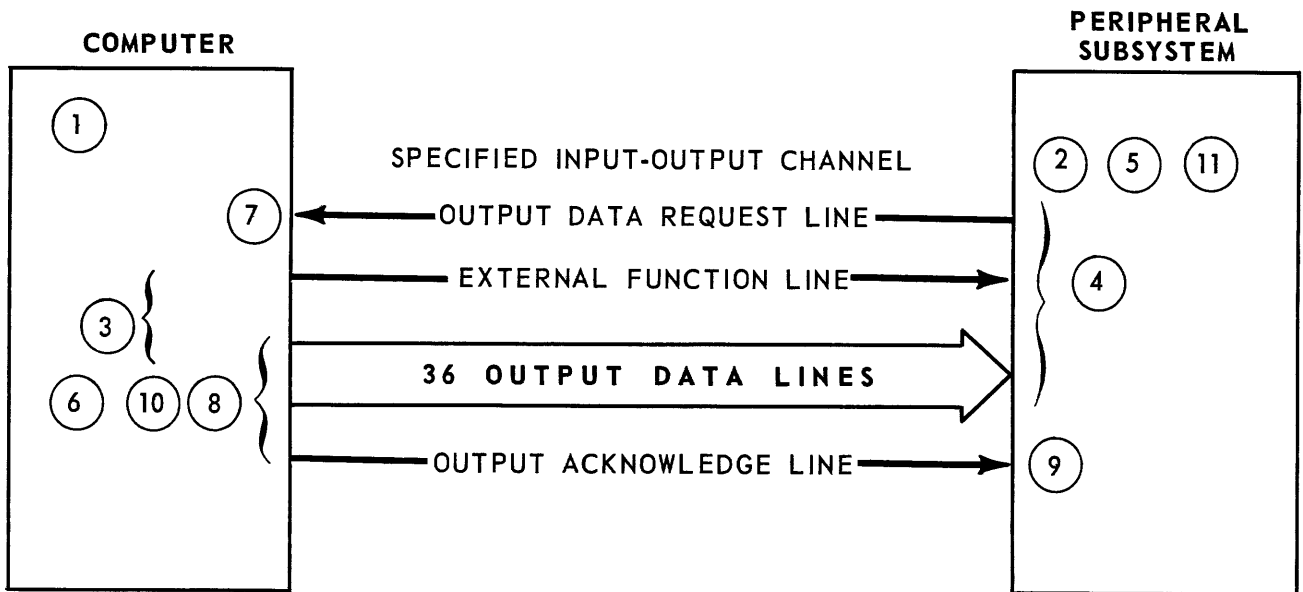 COMPUTER
PERIPHERAL
SUBSYSTEM
1
SPECIFIED INPUT-OUTPUT CHANNEL
2 5 11
7
OUTPUT DATA REQUEST LINE
EXTERNAL FUNCTION LINE
4
3
36 OUTPUT DATA LINES
6 10 8
OUTPUT ACKNOWLEDGE LINE
9